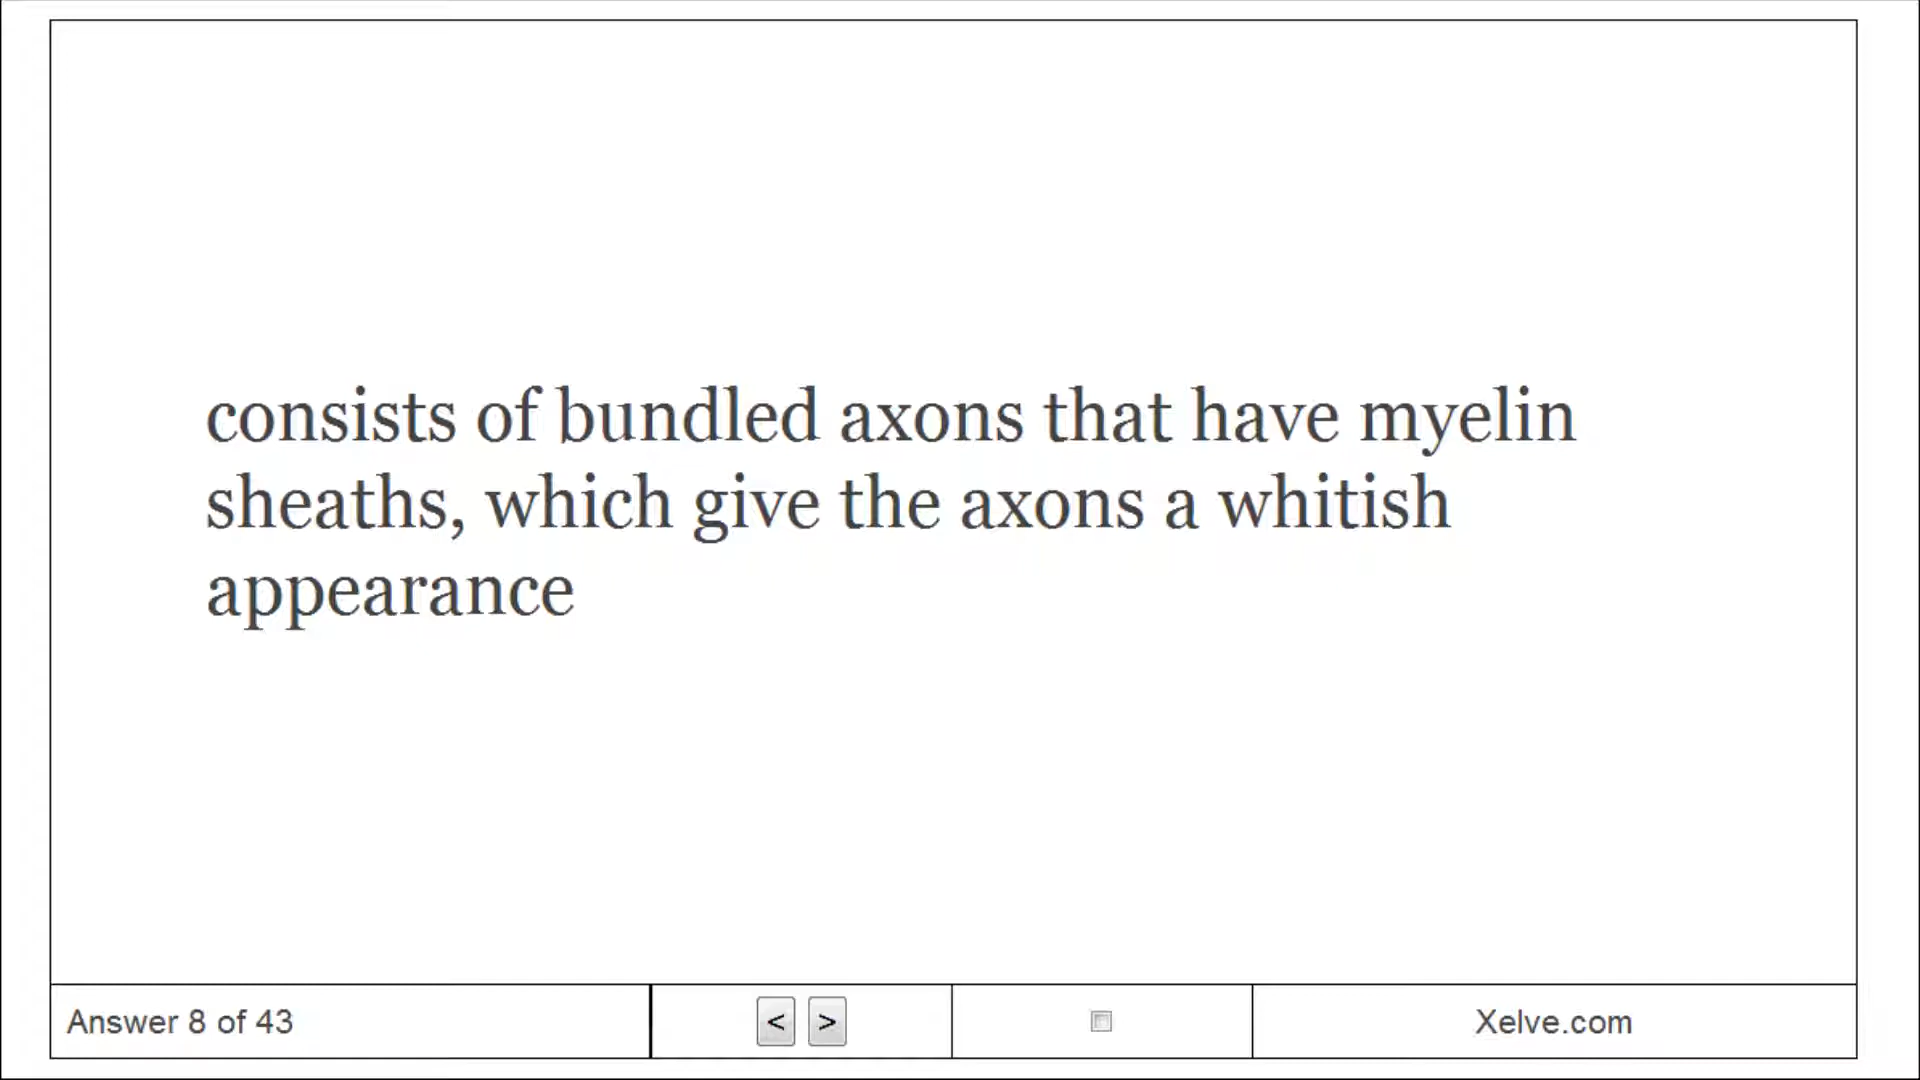 consists of bundled axons that have myelin
sheaths, which give the axons a whitish
appearance
Answer 8 of 43
< >
Xelve.com